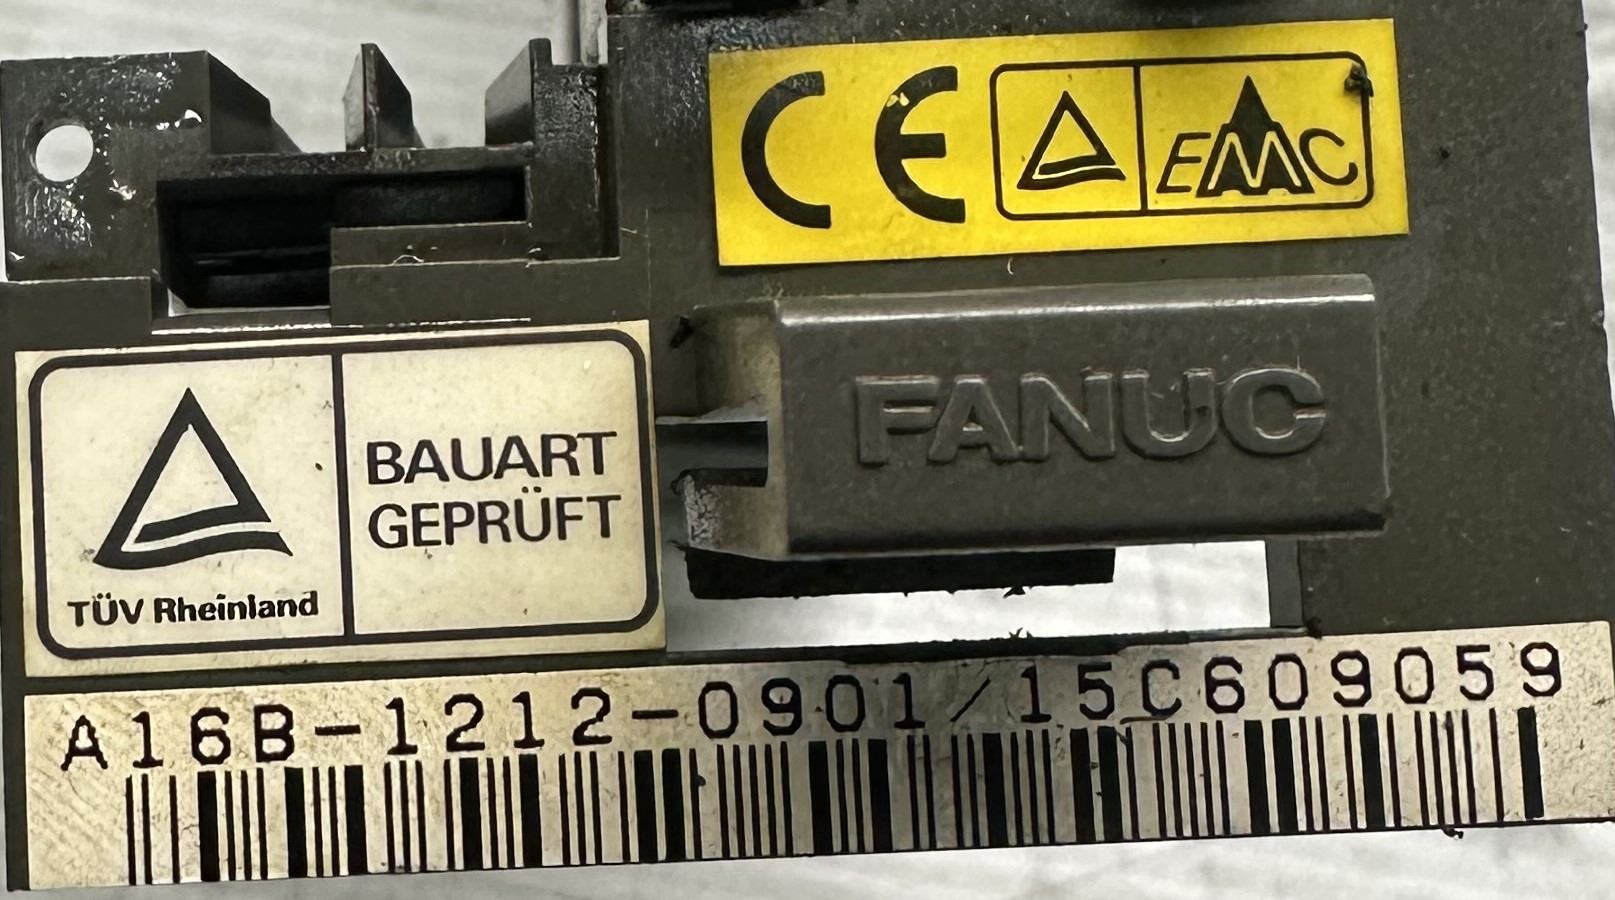 CE EMC
BAUART
GEPRÜFT
TÜV Rheinland
FANUC
A16B-1212-0901/15C609059